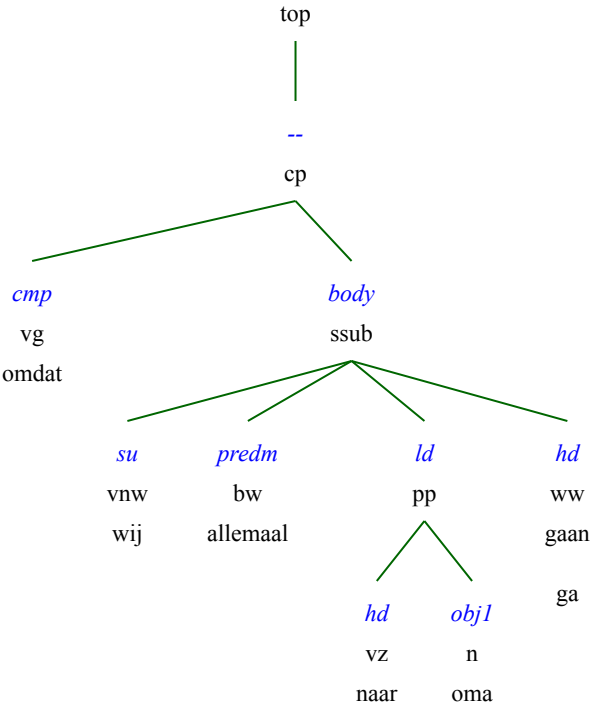 top
--
cp
cmp body
vg ssub
omdat
su predm ld hd
vnw bw pp ww
wij allemaal gaan
ga
hd obj1
vz n
naar oma